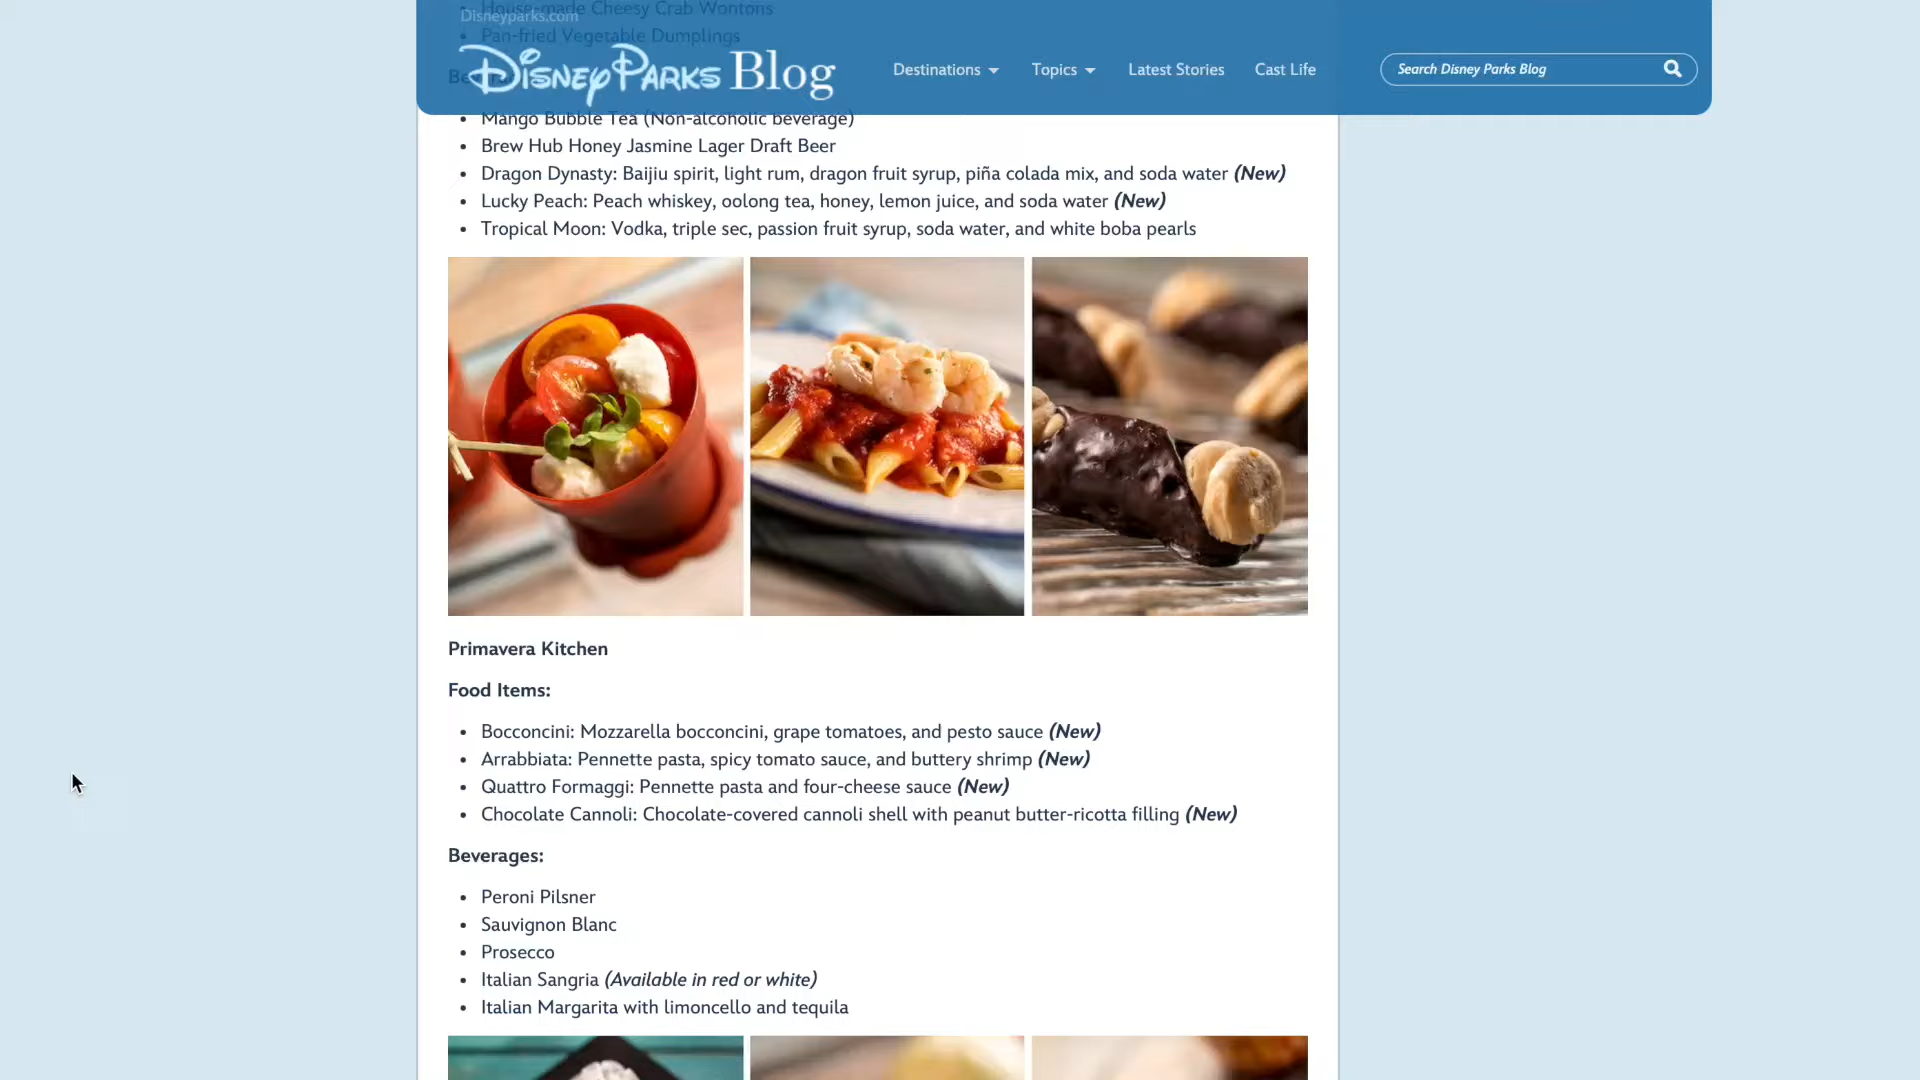 House-made Cheesy Crab Wontons
Disneyparks.com
Pan-fried Vegetable Dumplings
Disney Parks Blog
Destinations
Topics
Latest Stories
Cast Life
Search Disney Parks Blog
Mango Bubble Tea (Non-alcoholic beverage)
Brew Hub Honey Jasmine Lager Draft Beer
Dragon Dynasty: Baijiu spirit, light rum, dragon fruit syrup, piña colada mix, and soda water (New)
Lucky Peach: Peach whiskey, oolong tea, honey, lemon juice, and soda water (New)
Tropical Moon: Vodka, triple sec, passion fruit syrup, soda water, and white boba pearls
Primavera Kitchen
Food Items:
Bocconcini: Mozzarella bocconcini, grape tomatoes, and pesto sauce (New)
Arrabbiata: Pennette pasta, spicy tomato sauce, and buttery shrimp (New)
Quattro Formaggi: Pennette pasta and four-cheese sauce (New)
Chocolate Cannoli: Chocolate-covered cannoli shell with peanut butter-ricotta filling (New)
Beverages:
Peroni Pilsner
Sauvignon Blanc
Prosecco
Italian Sangria (Available in red or white)
Italian Margarita with limoncello and tequila